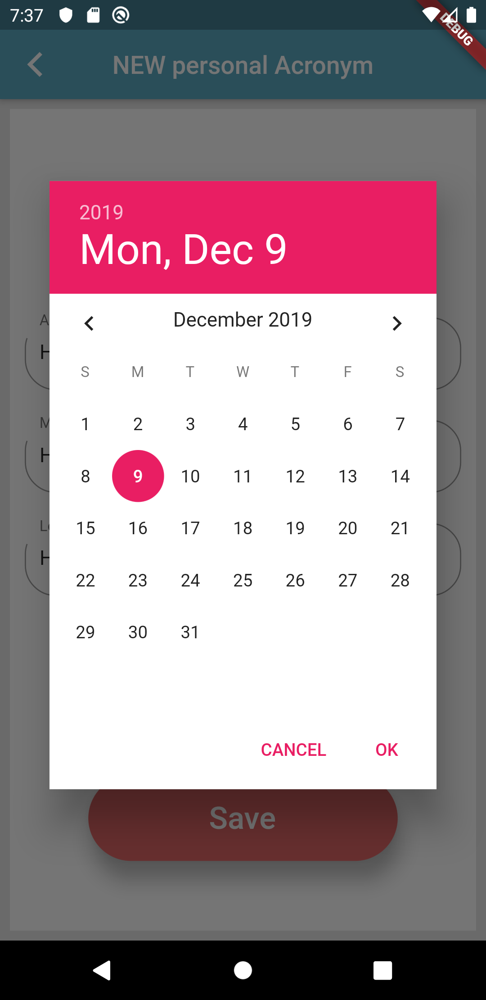 7:37
DEBUG
NEW personal Acronym
2019
Mon, Dec 9
December 2019
S M T W T F S
1 2 3 4 5 6 7
8 9 10 11 12 13 14
15 16 17 18 19 20 21
22 23 24 25 26 27 28
29 30 31
CANCEL OK
Save